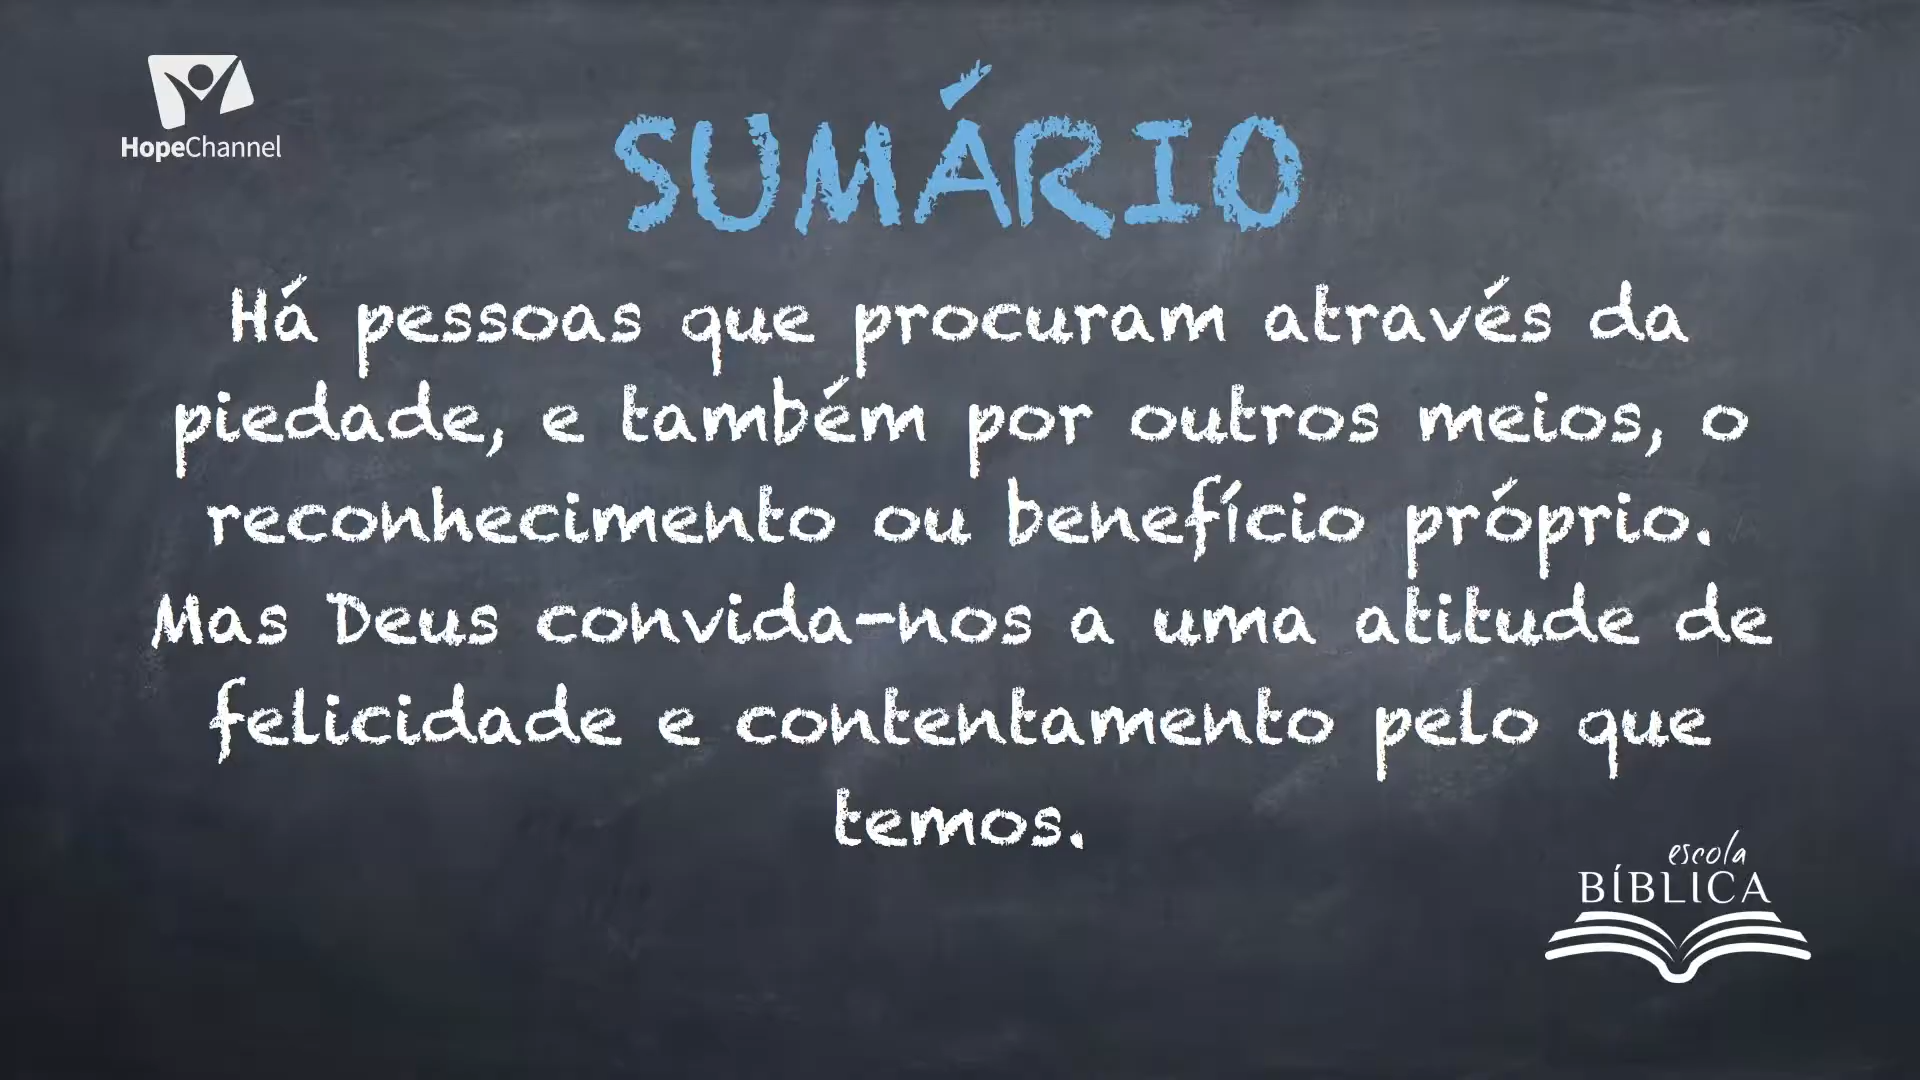 HopeChannel
SUMÁRIO
Há pessoas que procuram através da
piedade, e também por outros meios, o
reconhecimento ou benefício próprio.
Mas Deus convida-nos a uma atitude de
felicidade e contentamento pelo que
temos.
escola
BÍBLICA